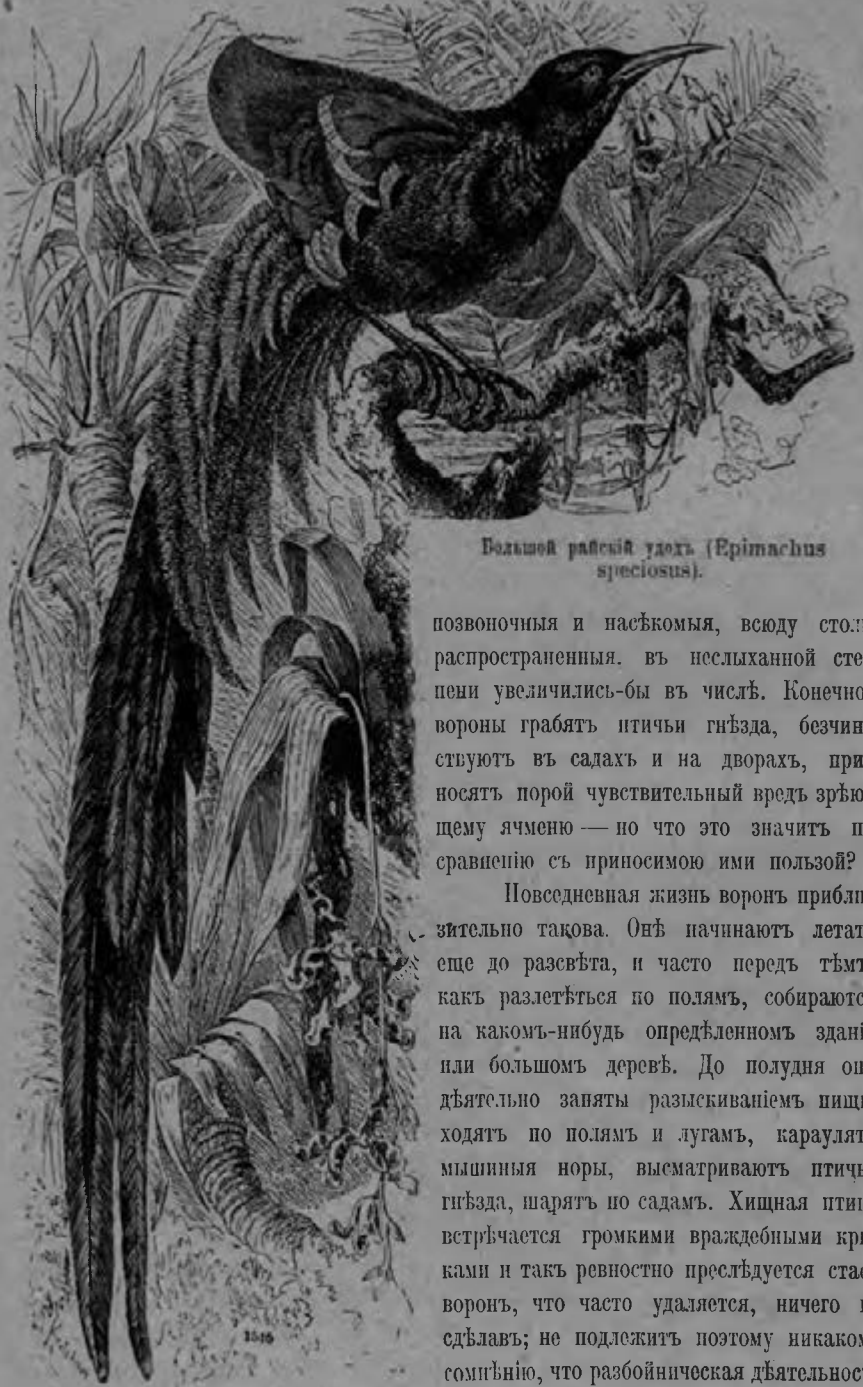 Большой райскій удодъ (Epimachus
speciosus).
позвоночныя и насѣкомыя, всюду
распространенныя. въ неслыханной сте
пени увеличились-бы въ числѣ. Конечно
вороны грабятъ птичьи гнѣзда, безчин
ствуютъ въ садахъ и на дворахъ, при
носятъ порой чувствительный вредъ зрѣю
щему ячменю — но что это значитъ п
сравненію съ приносимою ими пользой?
Повседневная жизнь воронъ прибли
зительно такова. Онѣ начинаютъ летат
еще до разсвѣта, и часто передъ тѣмъ
какъ разлетѣться по полямъ, собираютс
на какомъ-нибудь опредѣленномъ здані
или большомъ деревѣ. До полудня он
дѣятельно заняты разыскиваніемъ пищ
ходятъ по полямъ и лугамъ, караулят
мышиныя норы, высматриваютъ птичь
гнѣзда, шарятъ по садамъ. Хищная птиц
встрѣчается громкими враждебными кри
ками и такъ ревностно преслѣдуется стае
воронъ, что часто удаляется, ничего н
сдѣлавъ; не подлежитъ поэтому никаком
сомнѣнію, что разбойническая дѣятельнос